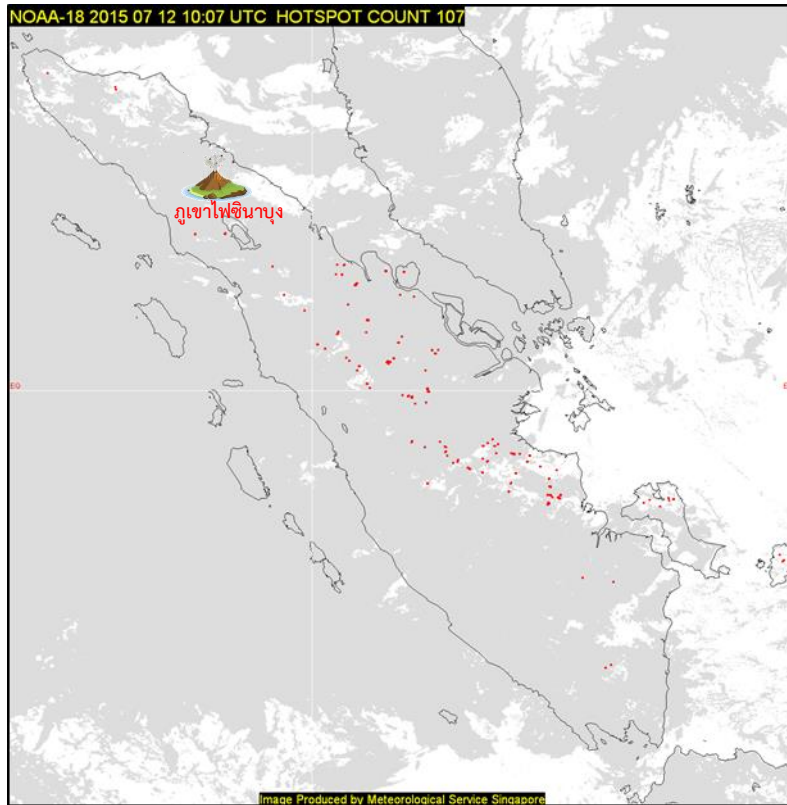 NOAA-18 2015 07 12 10:07 UTC HOTSPOT COUNT 107
ภูเขาไฟซินาบุง
EQ
Image Produced by Meteorological Service Singapore